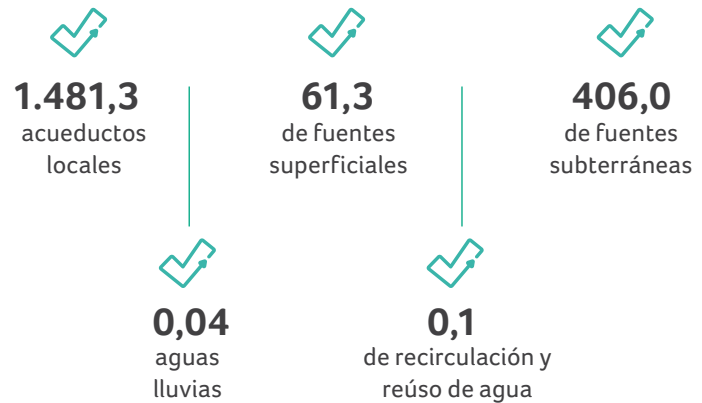 1.481,3
acueductos
locales
61,3
de fuentes
superficiales
406,0
de fuentes
subterráneas
0,04
aguas
lluvias
0,1
de recirculación y
reúso de agua